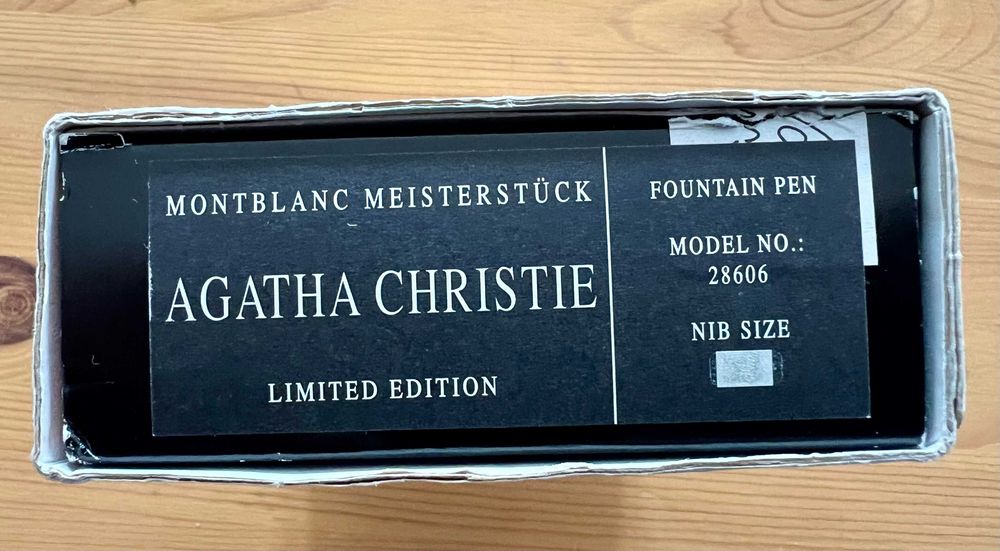 MONTBLANC MEISTERSTÜCK
AGATHA CHRISTIE
LIMITED EDITION
FOUNTAIN PEN
MODEL NO.:
28606
NIB SIZE